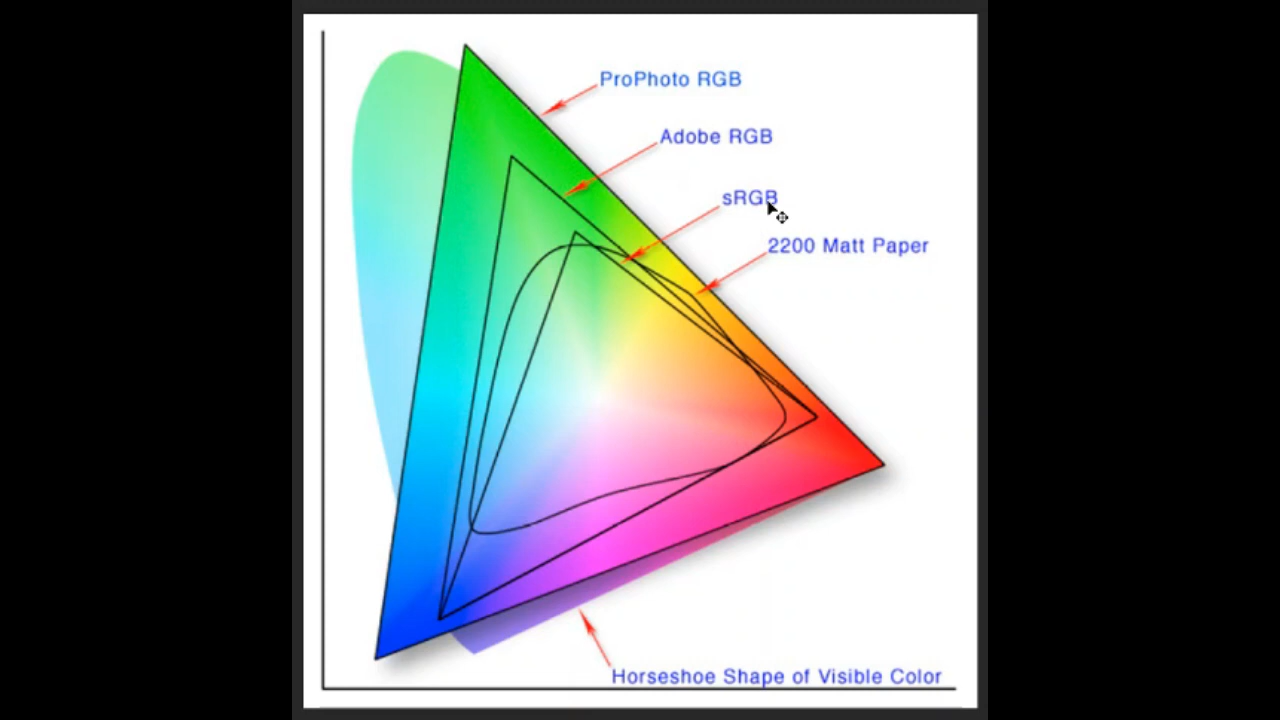 ProPhoto RGB
Adobe RGB
sRGB
2200 Matt Paper
Horseshoe Shape of Visible Color